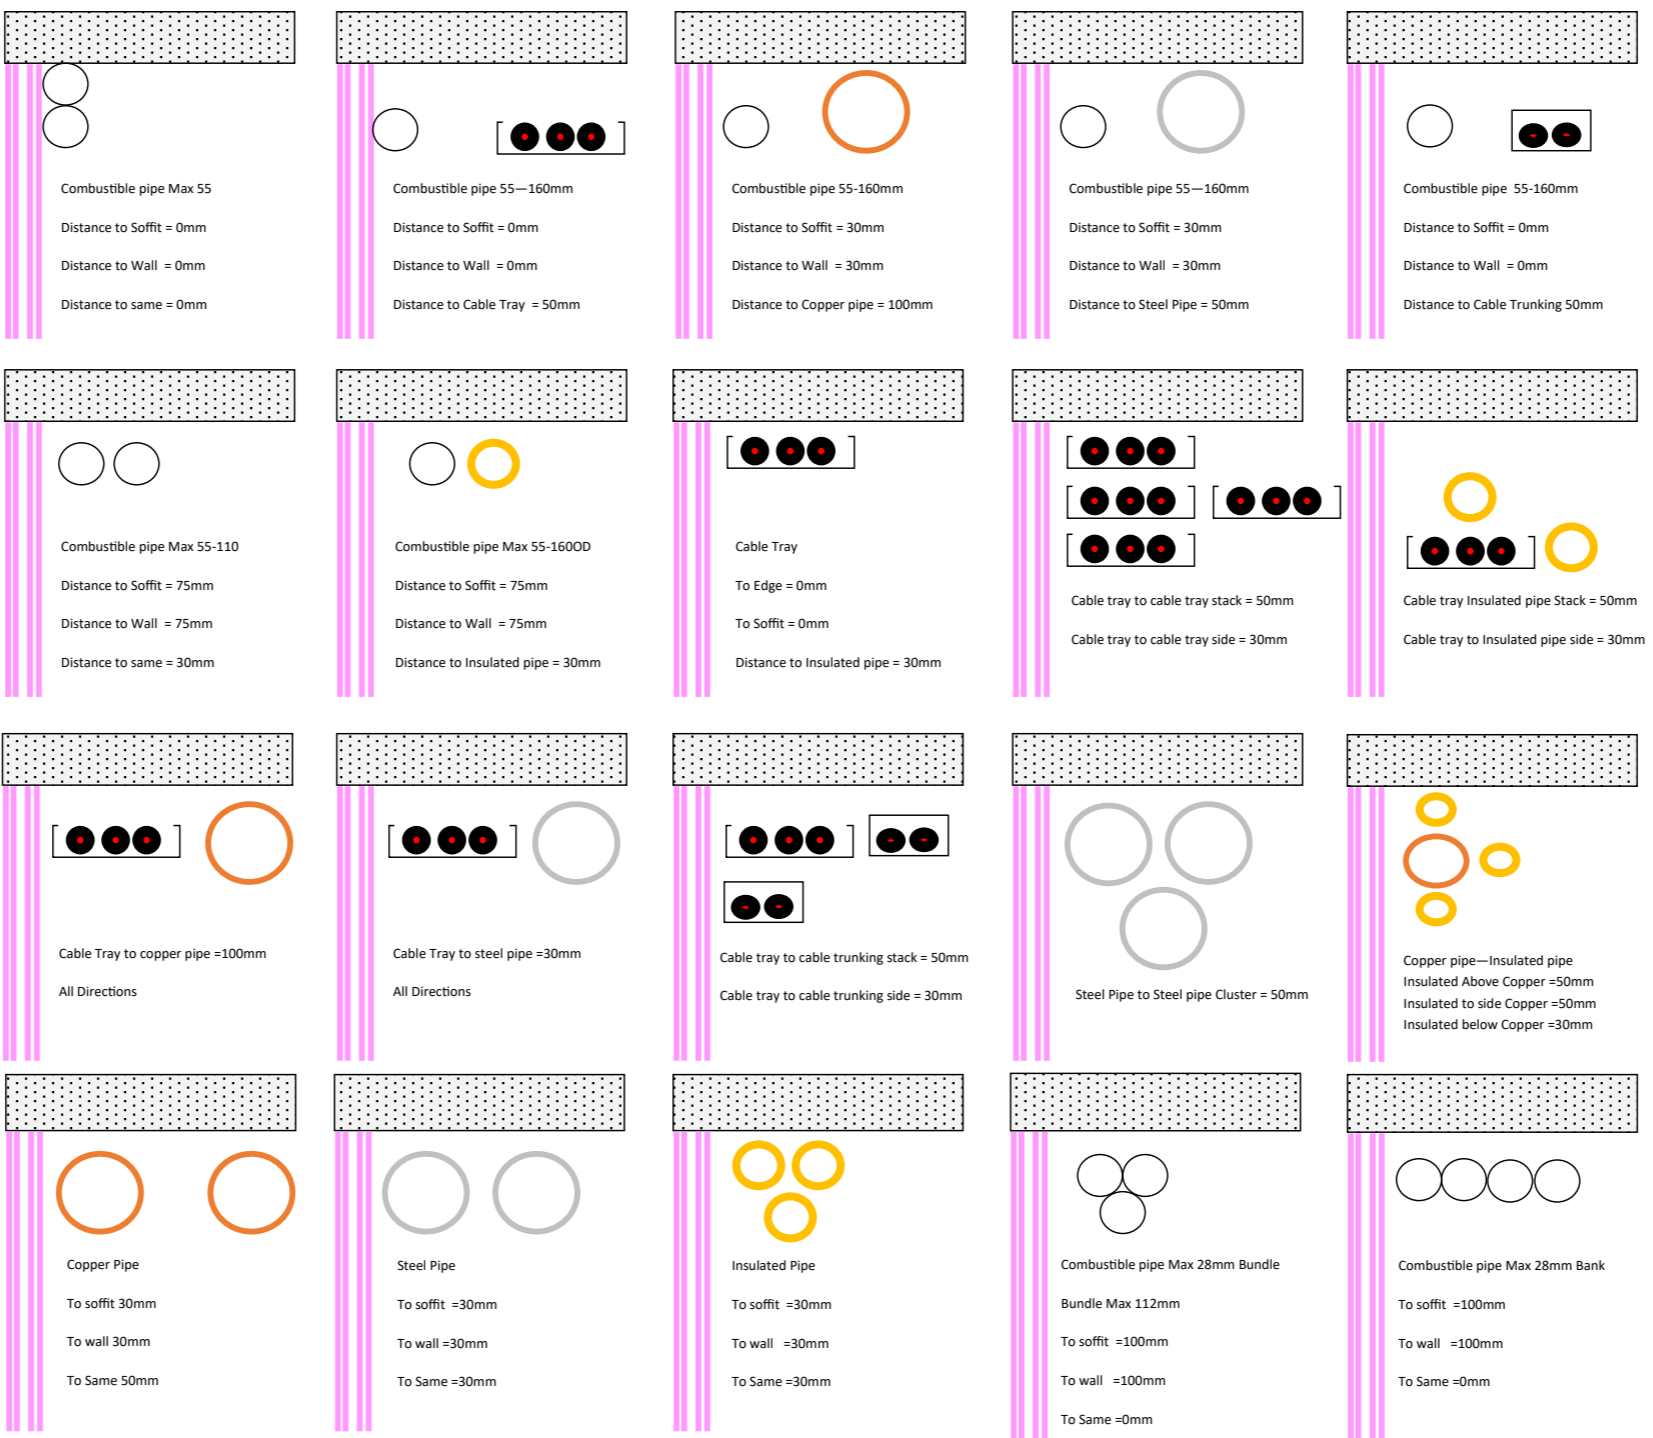 Combustible pipe Max 55
Distance to Soffit = 0mm
Distance to Wall  = 0mm
Distance to same = 0mm
Combustible pipe 55—160mm
Distance to Soffit = 0mm
Distance to Wall  = 0mm
Distance to Cable Tray  = 50mm
Combustible pipe 55-160mm
Distance to Soffit = 30mm
Distance to Wall = 30mm
Distance to Copper pipe = 100mm
Combustible pipe 55—160mm
Distance to Soffit = 30mm
Distance to Wall = 30mm
Distance to Steel Pipe = 50mm
Combustible pipe  55-160mm
Distance to Soffit = 0mm
Distance to Wall  = 0mm
Distance to Cable Trunking 50mm
Combustible pipe Max 55-110
Distance to Soffit = 75mm
Distance to Wall  = 75mm
Distance to same = 30mm
Combustible pipe Max 55-160OD
Distance to Soffit = 75mm
Distance to Wall  = 75mm
Distance to Insulated pipe = 30mm
Cable Tray
To Edge = 0mm
To Soffit = 0mm
Distance to Insulated pipe = 30mm
Cable tray to cable tray stack = 50mm
Cable tray to cable tray side = 30mm
Cable tray Insulated pipe Stack = 50mm
Cable tray to Insulated pipe side = 30mm
Cable Tray to copper pipe =100mm
All Directions
Cable Tray to steel pipe =30mm
All Directions
Cable tray to cable trunking stack = 50mm
Cable tray to cable trunking side = 30mm
Steel Pipe to Steel pipe Cluster = 50mm
Copper pipe—Insulated pipe
Insulated Above Copper =50mm
Insulated to side Copper =50mm
Insulated below Copper =30mm
Copper Pipe
To soffit 30mm
To wall 30mm
To Same 50mm
Steel Pipe
To soffit  =30mm
To wall =30mm
To Same =30mm
Insulated Pipe
To soffit  =30mm
To wall   =30mm
To Same =30mm
Combustible pipe Max 28mm Bundle
Bundle Max 112mm
To soffit  =100mm
To wall   =100mm
To Same =0mm
Combustible pipe Max 28mm Bank
To soffit  =100mm
To wall   =100mm
To Same =0mm